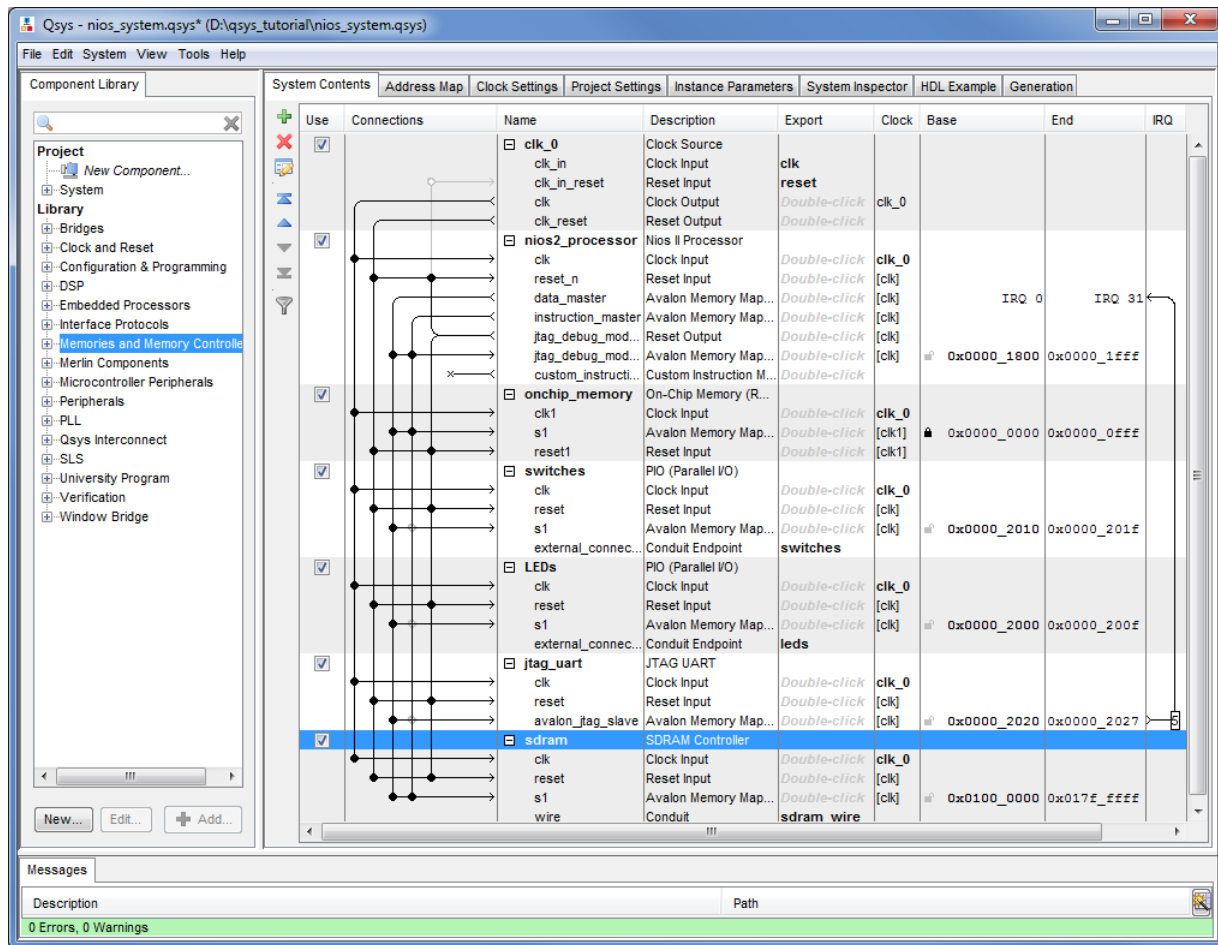 Qsys - nios_system.qsys* (D:\qsys_tutorial\nios_system.qsys)
File Edit System View Tools Help
Component Library
Project
New Component...
System
Library
Bridges
Clock and Reset
Configuration & Programming
DSP
Embedded Processors
Interface Protocols
Memories and Memory Controlle
Merlin Components
Microcontroller Peripherals
Peripherals
PLL
Qsys Interconnect
SLS
University Program
Verification
Window Bridge
New... Edit... Add...
System Contents Address Map Clock Settings Project Settings Instance Parameters System Inspector HDL Example Generation
Use Connections Name Description Export Clock Base End IRQ
clk_0 Clock Source
clk_in Clock Input clk
clk_in_reset Reset Input reset
clk Clock Output Double-click clk_0
clk_reset Reset Output Double-click
nios2_processor Nios II Processor
clk Clock Input Double-click clk_0
reset_n Reset Input Double-click [clk]
data_master Avalon Memory Map... Double-click [clk] IRQ 0 IRQ 31
instruction_master Avalon Memory Map... Double-click [clk]
jtag_debug_mod... Reset Output Double-click [clk]
jtag_debug_mod... Avalon Memory Map... Double-click [clk] 0x0000_1800 0x0000_1fff
custom_instructi... Custom Instruction M... Double-click
onchip_memory On-Chip Memory (R...
clk1 Clock Input Double-click clk_0
s1 Avalon Memory Map... Double-click [clk1] 0x0000_0000 0x0000_0fff
reset1 Reset Input Double-click [clk1]
switches PIO (Parallel I/O)
clk Clock Input Double-click clk_0
reset Reset Input Double-click [clk]
s1 Avalon Memory Map... Double-click [clk] 0x0000_2010 0x0000_201f
external_connec... Conduit Endpoint switches
LEDs PIO (Parallel I/O)
clk Clock Input Double-click clk_0
reset Reset Input Double-click [clk]
s1 Avalon Memory Map... Double-click [clk] 0x0000_2000 0x0000_200f
external_connec... Conduit Endpoint leds
jtag_uart JTAG UART
clk Clock Input Double-click clk_0
reset Reset Input Double-click [clk]
avalon_jtag_slave Avalon Memory Map... Double-click [clk] 0x0000_2020 0x0000_2027 5
sdram SDRAM Controller
clk Clock Input Double-click clk_0
reset Reset Input Double-click [clk]
s1 Avalon Memory Map... Double-click [clk] 0x0100_0000 0x017f_ffff
wire Conduit sdram_wire
Messages
Description Path
0 Errors, 0 Warnings